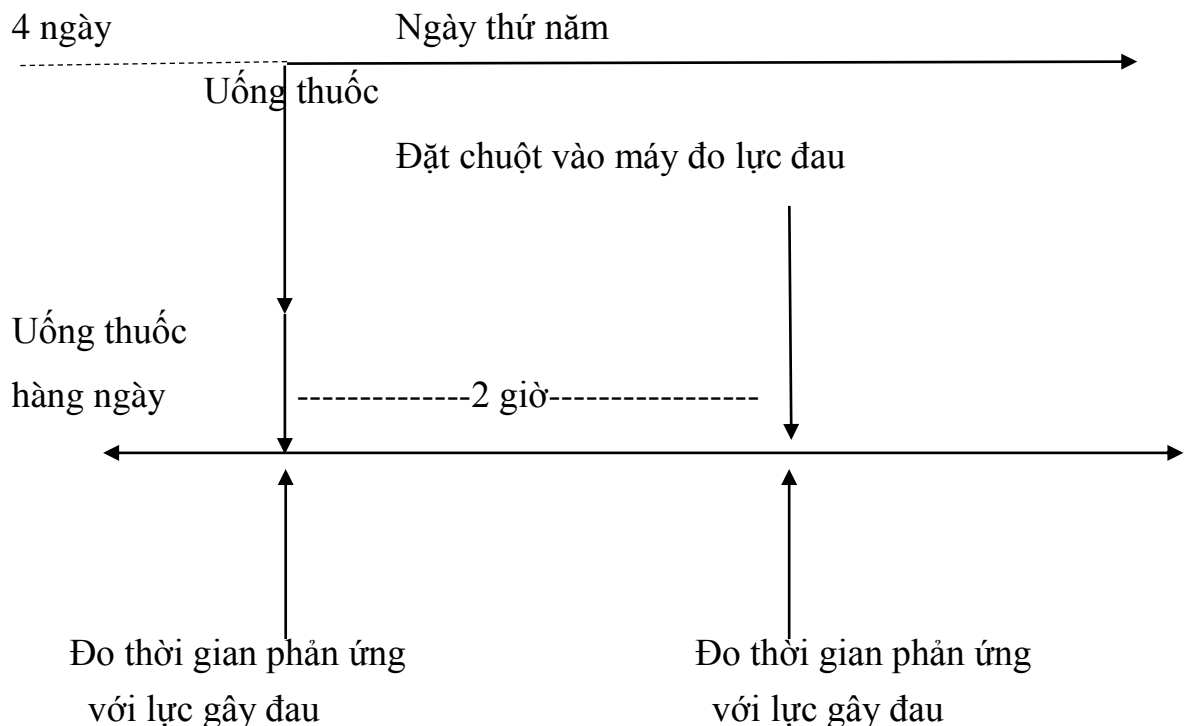 4 ngày Ngày thứ năm
Uống thuốc
Đặt chuột vào máy đo lực đau
Uống thuốc
hàng ngày -------------2 giờ----------------
Đo thời gian phản ứng Đo thời gian phản ứng
với lực gây đau với lực gây đau